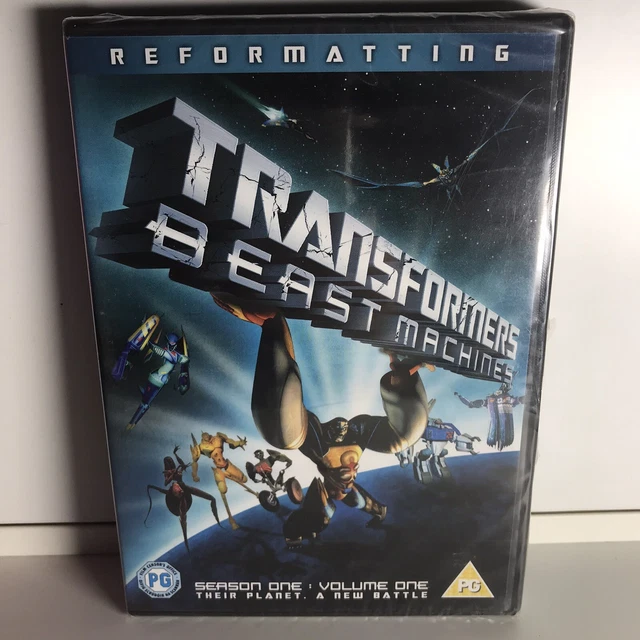 REFORMATTING
TRANSFORMERS
BEAST MACHINES
PG
SEASON ONE : VOLUME ONE
THEIR PLANET. A NEW BATTLE
PG